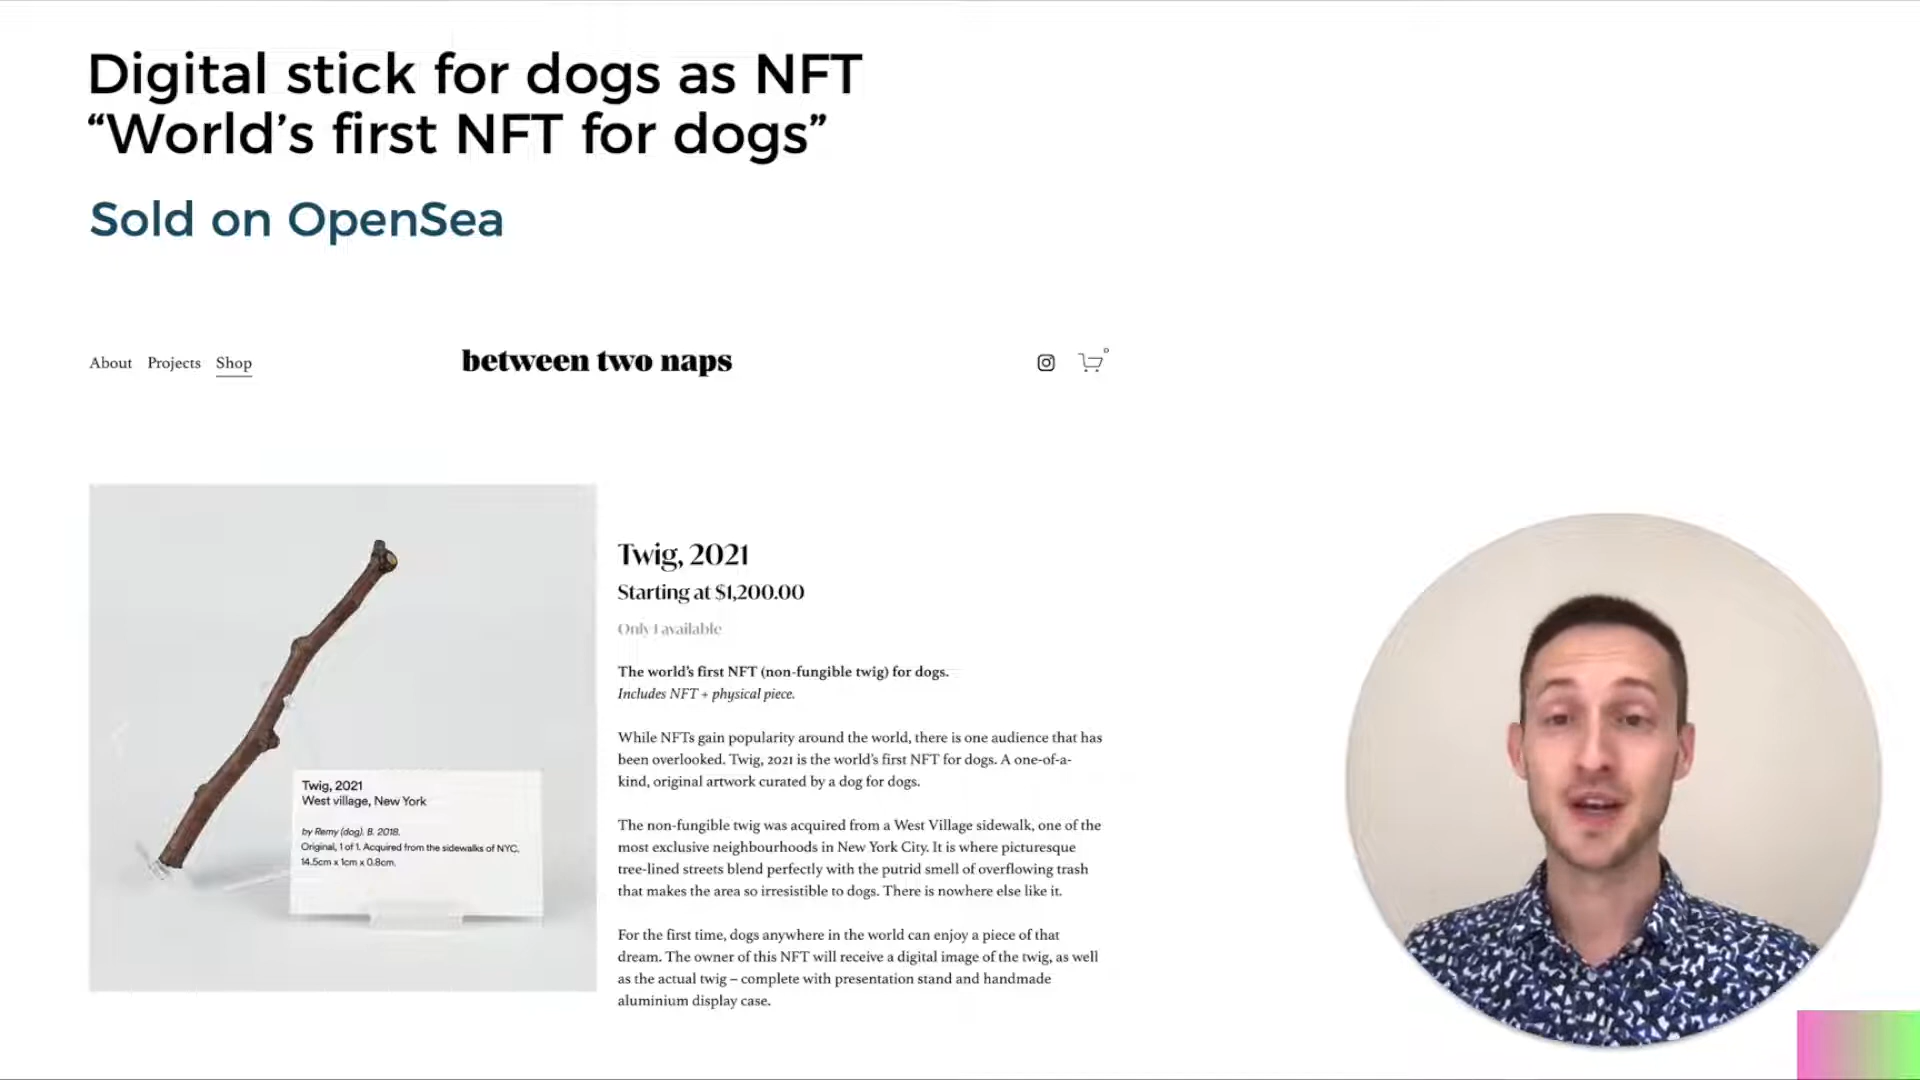 Digital stick for dogs as NFT
“World’s first NFT for dogs”
Sold on OpenSea
About Projects Shop
between two naps
0
Twig, 2021
West village, New York
by Remy (dog). B. 2018.
Original, 1 of 1. Acquired from the sidewalks of NYC.
14.5cm x 1cm x 0.8cm.
Twig, 2021
Starting at $1,200.00
Only 1 available
The world’s first NFT (non-fungible twig) for dogs.
Includes NFT + physical piece.
While NFTs gain popularity around the world, there is one audience that has
been overlooked. Twig, 2021 is the world’s first NFT for dogs. A one-of-a-
kind, original artwork curated by a dog for dogs.
The non-fungible twig was acquired from a West Village sidewalk, one of the
most exclusive neighbourhoods in New York City. It is where picturesque
tree-lined streets blend perfectly with the putrid smell of overflowing trash
that makes the area so irresistible to dogs. There is nowhere else like it.
For the first time, dogs anywhere in the world can enjoy a piece of that
dream. The owner of this NFT will receive a digital image of the twig, as well
as the actual twig – complete with presentation stand and handmade
aluminium display case.